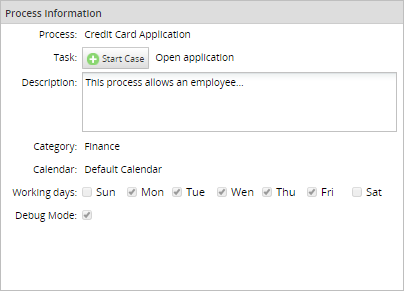 Process Information
Process: Credit Card Application
Task: Start Case Open application
Description: This process allows an employee...
Category: Finance
Calendar: Default Calendar
Working days: Sun Mon Tue Wen Thu Fri Sat
Debug Mode: